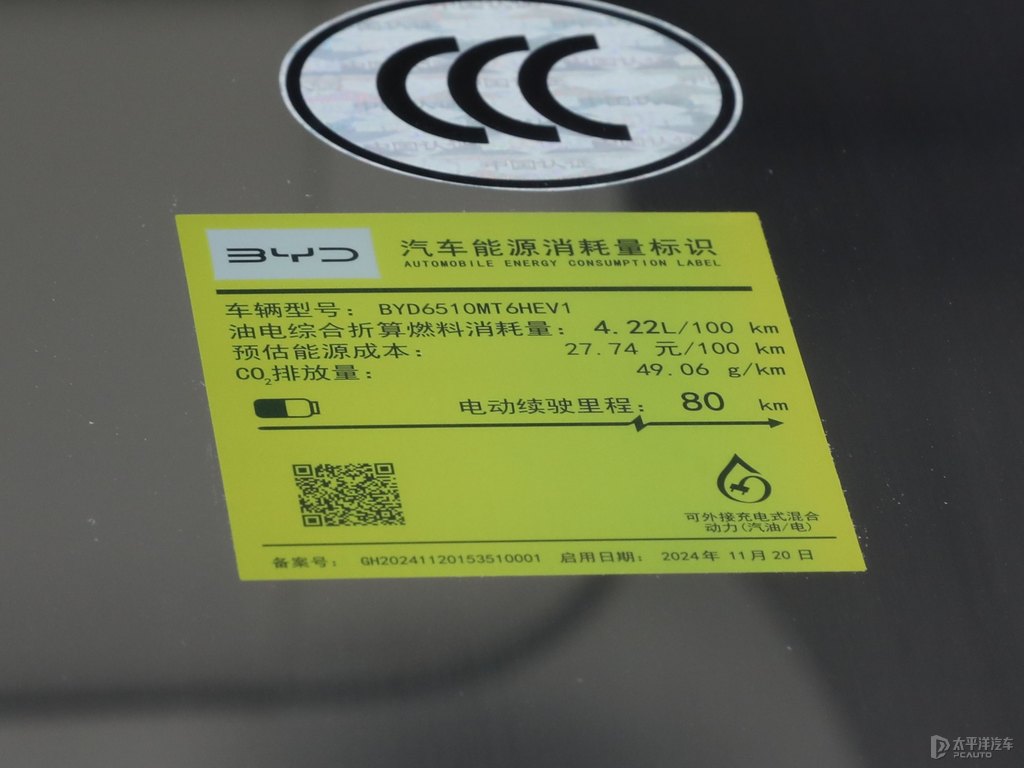 CCC
中国认证
BYD
汽车能源消耗量标识
AUTOMOBILE ENERGY CONSUMPTION LABEL
车辆型号: BYD6510MT6HEV1
油电综合折算燃料消耗量: 4.22L/100 km
预估能源成本: 27.74 元/100 km
CO₂排放量: 49.06 g/km
电动续驶里程: 80 km
可外接充电式混合
动力(汽油/电)
备案号: GH20241120153510001 启用日期: 2024年 11月 20日
太平洋汽车
PCAUTO